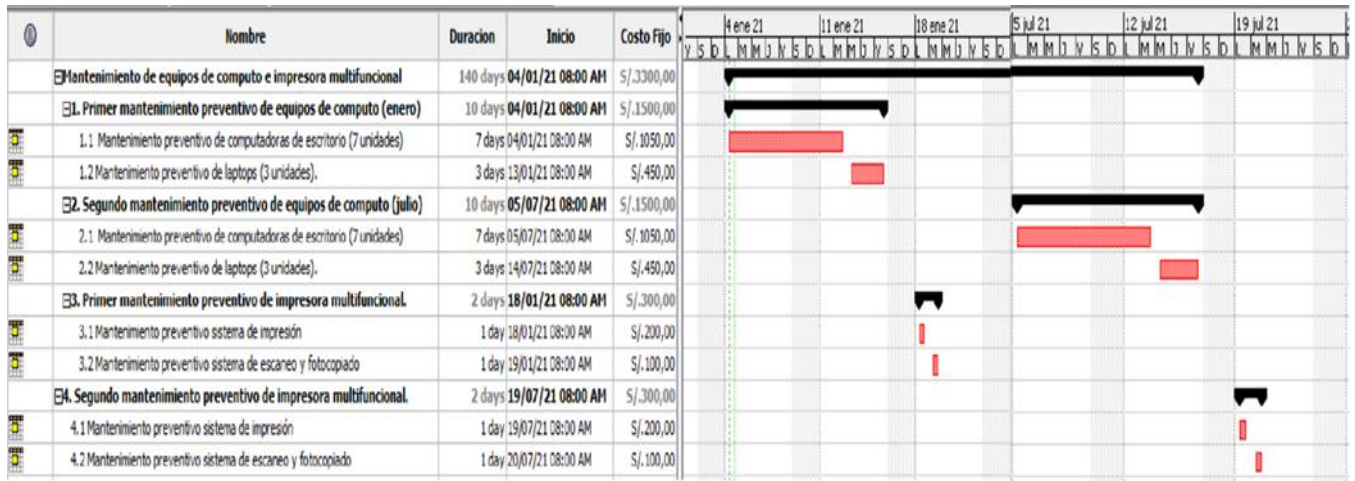 Nombre Duracion Inicio Costo Fijo 4 ene 21 11 ene 21 18 ene 21 5 jul 21 12 jul 21 19 jul 21
V S D L M M J V S D L M M J V S D L M M J V S D L M M J V S D L M M J V S D L M M J V S D
Mantenimiento de equipos de computo e impresora multifuncional 140 days 04/01/21 08:00 AM S/.3300,00
1. Primer mantenimiento preventivo de equipos de computo (enero) 10 days 04/01/21 08:00 AM S/.1500,00
1.1 Mantenimiento preventivo de computadoras de escritorio (7 unidades) 7 days 04/01/21 08:00 AM S/.1050,00
1.2 Mantenimiento preventivo de laptops (3 unidades). 3 days 13/01/21 08:00 AM S/.450,00
2. Segundo mantenimiento preventivo de equipos de computo (julio) 10 days 05/07/21 08:00 AM S/.1500,00
2.1 Mantenimiento preventivo de computadoras de escritorio (7 unidades) 7 days 05/07/21 08:00 AM S/.1050,00
2.2 Mantenimiento preventivo de laptops (3 unidades). 3 days 14/07/21 08:00 AM S/.450,00
3. Primer mantenimiento preventivo de impresora multifuncional. 2 days 18/01/21 08:00 AM S/.300,00
3.1 Mantenimiento preventivo sistema de impresión 1 day 18/01/21 08:00 AM S/.200,00
3.2 Mantenimiento preventivo sistema de escaneo y fotocopiado 1 day 19/01/21 08:00 AM S/.100,00
4. Segundo mantenimiento preventivo de impresora multifuncional. 2 days 19/07/21 08:00 AM S/.300,00
4.1 Mantenimiento preventivo sistema de impresión 1 day 19/07/21 08:00 AM S/.200,00
4.2 Mantenimiento preventivo sistema de escaneo y fotocopiado 1 day 20/07/21 08:00 AM S/.100,00